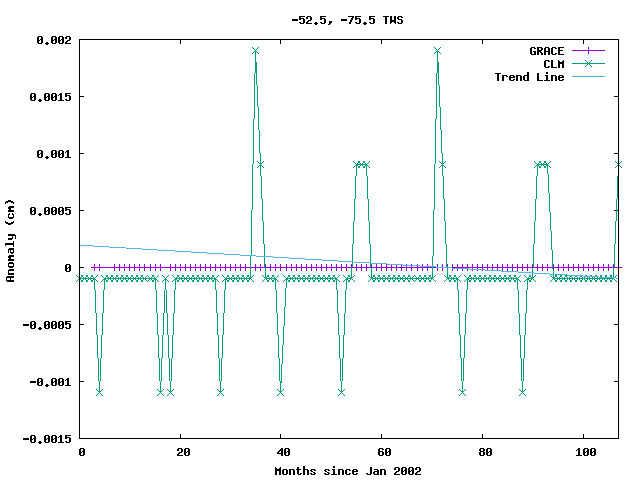 -52.5, -75.5 TWS
GRACE
CLM
Trend Line
0.002
0.0015
0.001
0.0005
0
-0.0005
-0.001
-0.0015
Anomaly (cm)
0 20 40 60 80 100
Months since Jan 2002